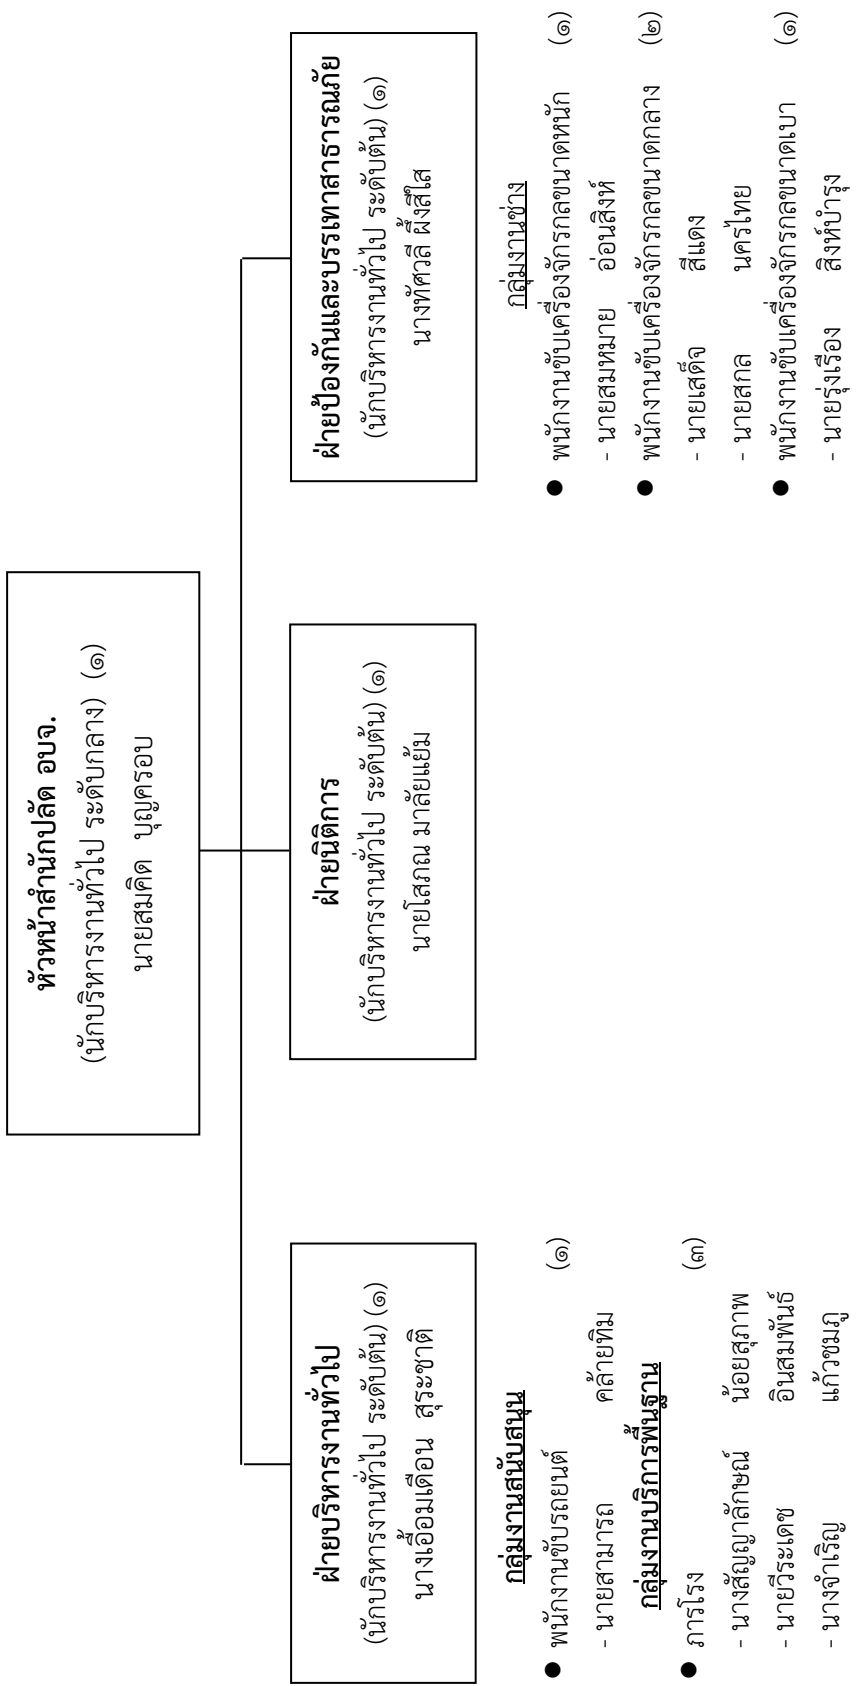 หัวหน้าสำนักปลัด อบจ.
(นักบริหารงานทั่วไป ระดับกลาง) (๑)
นายสมคิด บุญครอบ
ฝ่ายบริหารงานทั่วไป
(นักบริหารงานทั่วไป ระดับต้น) (๑)
นางเอื้อมเดือน สุระชาติ
กลุ่มงานสนับสนุน
● พนักงานขับรถยนต์ (๑)
- นายสามารถ คล้ายทิม
กลุ่มงานบริการพื้นฐาน
● ภารโรง (๓)
- นางสัญญาลักษณ์ น้อยสุภาพ
- นายวีระเดช อินสมพันธ์
- นางจำเริญ แก้วชมภู
ฝ่ายนิติการ
(นักบริหารงานทั่วไป ระดับต้น) (๑)
นายโสภณ มาลัยแย้ม
ฝ่ายป้องกันและบรรเทาสาธารณภัย
(นักบริหารงานทั่วไป ระดับต้น) (๑)
นางทัศวลี ผึ้งสีใส
กลุ่มงานช่าง
● พนักงานขับเครื่องจักรกลขนาดหนัก (๑)
- นายสมหมาย อ่อนสิงห์
● พนักงานขับเครื่องจักรกลขนาดกลาง (๒)
- นายเสด็จ สีแดง
- นายสกล นครไทย
● พนักงานขับเครื่องจักรกลขนาดเบา (๑)
- นายรุ่งเรือง สิงห์บำรุง